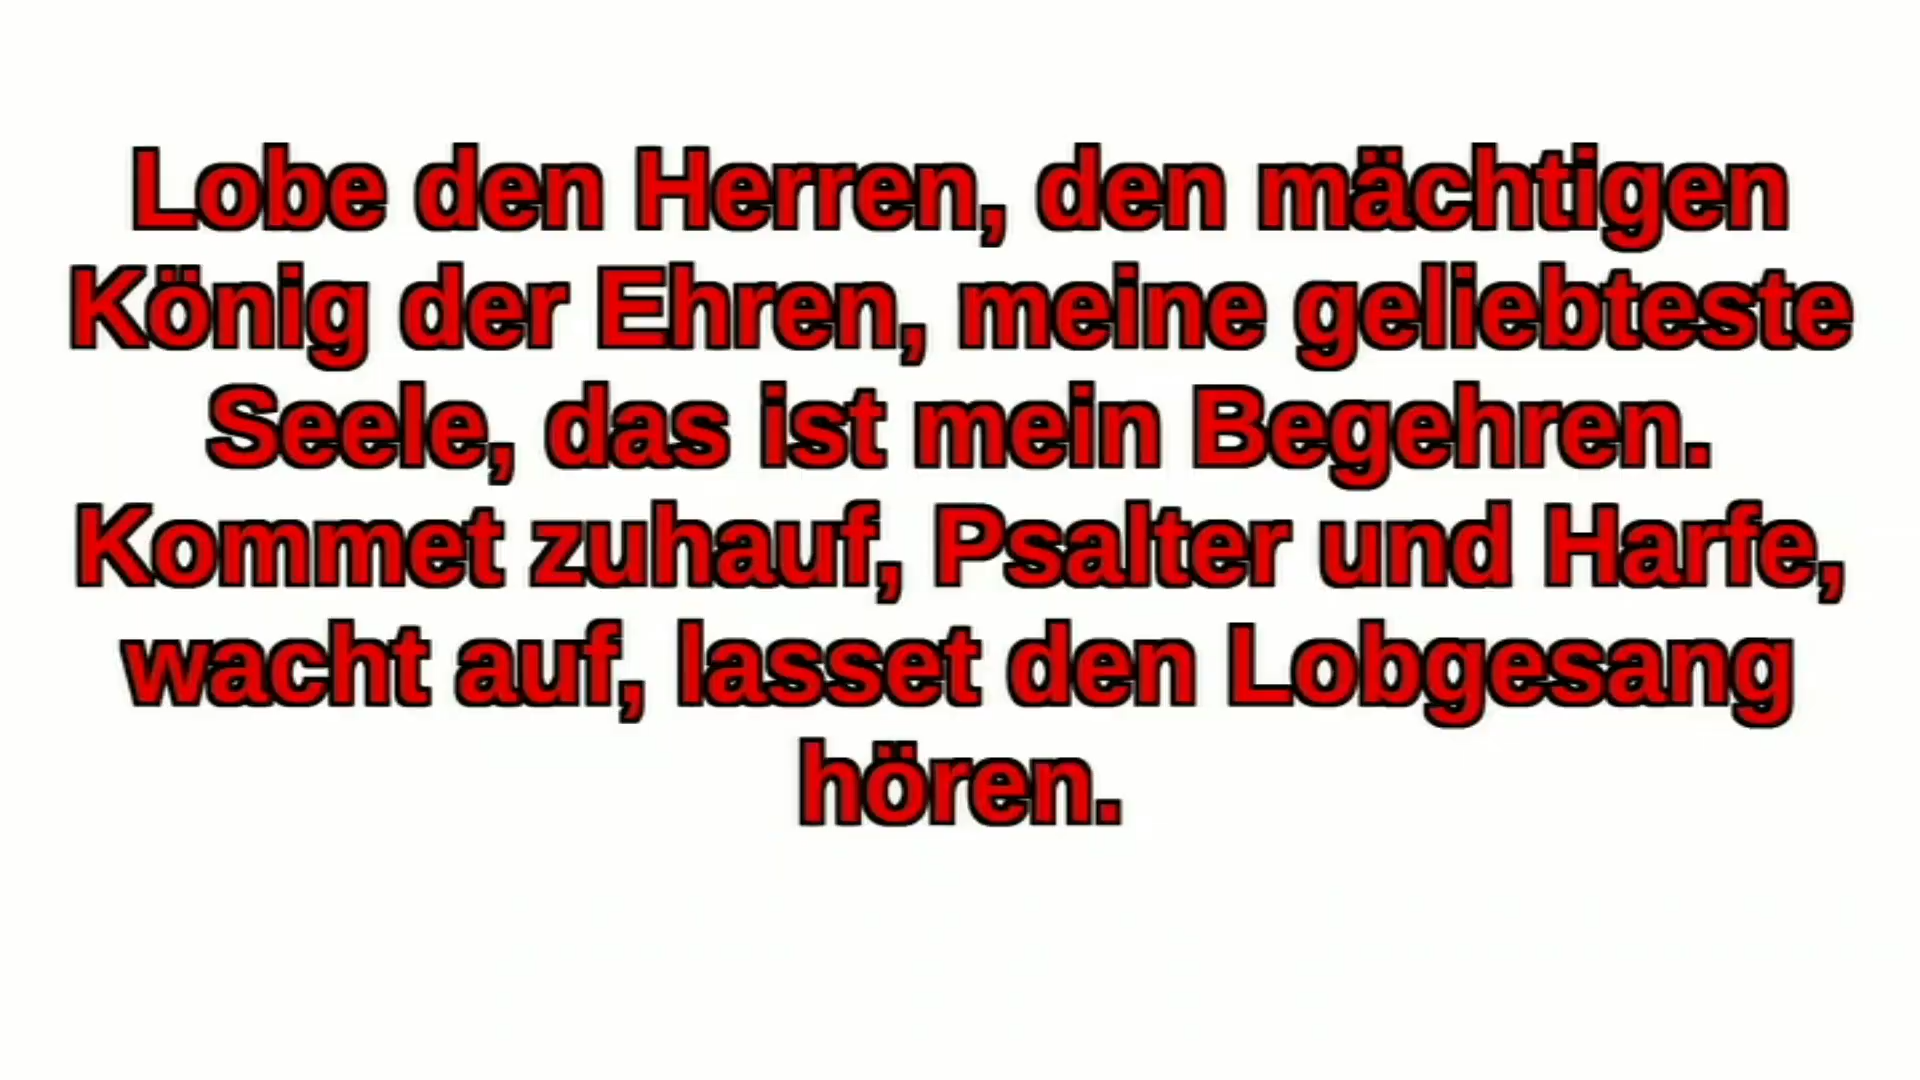 Lobe den Herren, den mächtigen
König der Ehren, meine geliebteste
Seele, das ist mein Begehren.
Kommet zuhauf, Psalter und Harfe,
wacht auf, lasset den Lobgesang
hören.